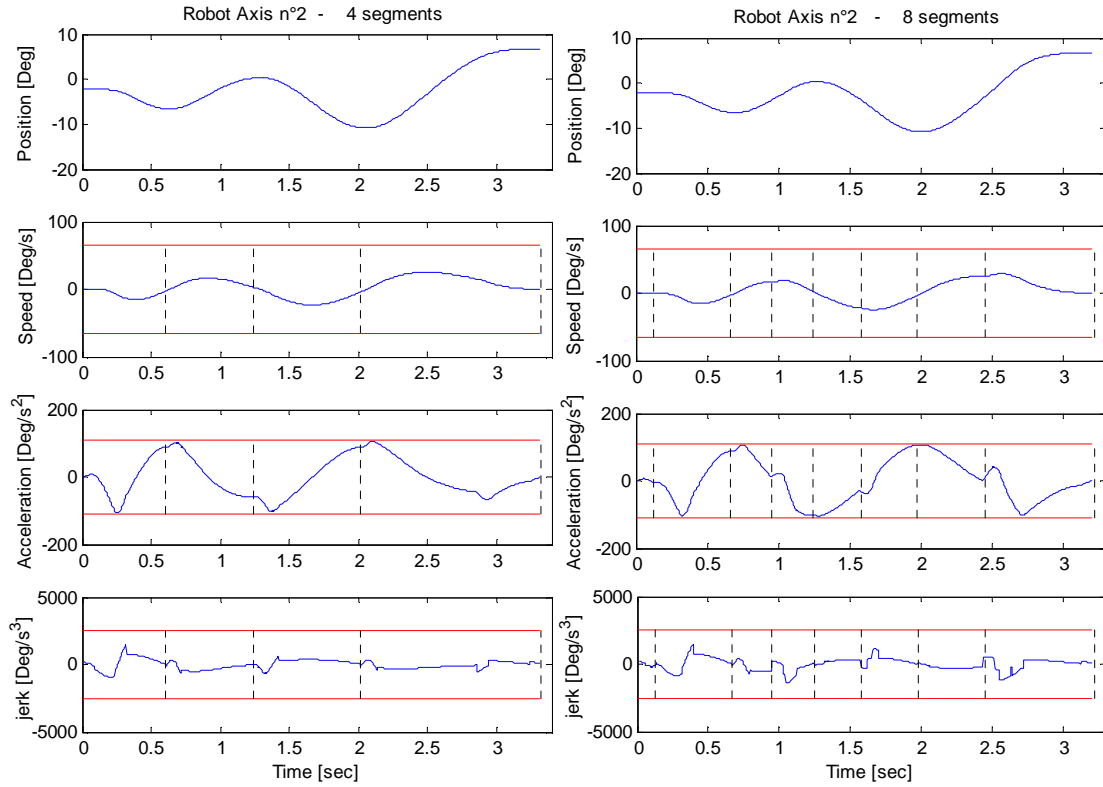 Robot Axis n°2 - 4 segments
Position [Deg]
10
0
-10
-20
0 0.5 1 1.5 2 2.5 3
Speed [Deg/s]
100
0
-100
0 0.5 1 1.5 2 2.5 3
Acceleration [Deg/s²]
200
0
-200
0 0.5 1 1.5 2 2.5 3
jerk [Deg/s³]
5000
0
-5000
0 0.5 1 1.5 2 2.5 3
Time [sec]
Robot Axis n°2 - 8 segments
Position [Deg]
10
0
-10
-20
0 0.5 1 1.5 2 2.5 3
Speed [Deg/s]
100
0
-100
0 0.5 1 1.5 2 2.5 3
Acceleration [Deg/s²]
200
0
-200
0 0.5 1 1.5 2 2.5 3
jerk [Deg/s³]
5000
0
-5000
0 0.5 1 1.5 2 2.5 3
Time [sec]